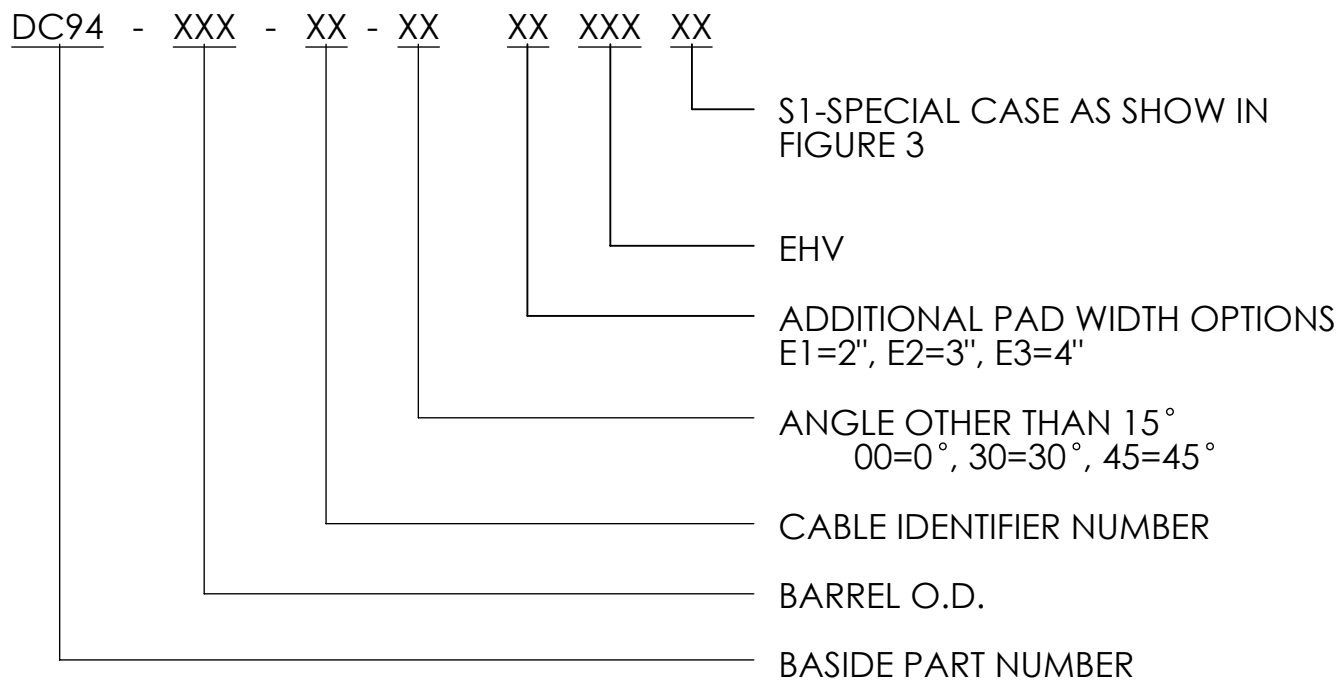 DC94 - XXX - XX - XX XX XXX XX
S1-SPECIAL CASE AS SHOW IN
FIGURE 3
EHV
ADDITIONAL PAD WIDTH OPTIONS
E1=2", E2=3", E3=4"
ANGLE OTHER THAN 15°
00=0°, 30=30°, 45=45°
CABLE IDENTIFIER NUMBER
BARREL O.D.
BASIDE PART NUMBER